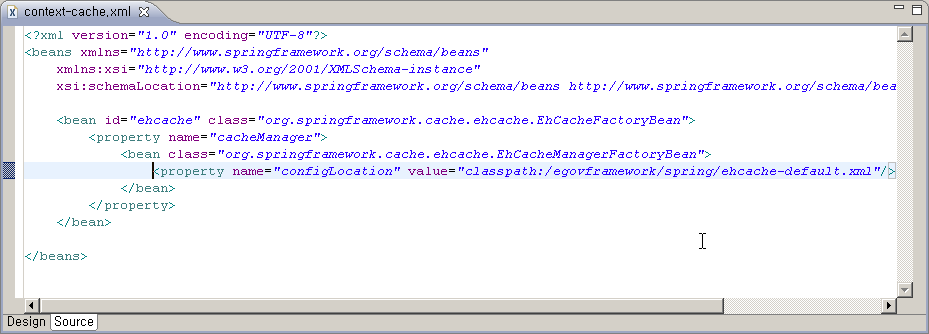 context-cache.xml
<?xml version="1.0" encoding="UTF-8"?>
<beans xmlns="http://www.springframework.org/schema/beans"
    xmlns:xsi="http://www.w3.org/2001/XMLSchema-instance"
    xsi:schemaLocation="http://www.springframework.org/schema/beans http://www.springframework.org/schema/bea
    <bean id="ehcache" class="org.springframework.cache.ehcache.EhCacheFactoryBean">
        <property name="cacheManager">
            <bean class="org.springframework.cache.ehcache.EhCacheManagerFactoryBean">
                <property name="configLocation" value="classpath:/egovframework/spring/ehcache-default.xml"/>
            </bean>
        </property>
    </bean>
</beans>
Design Source